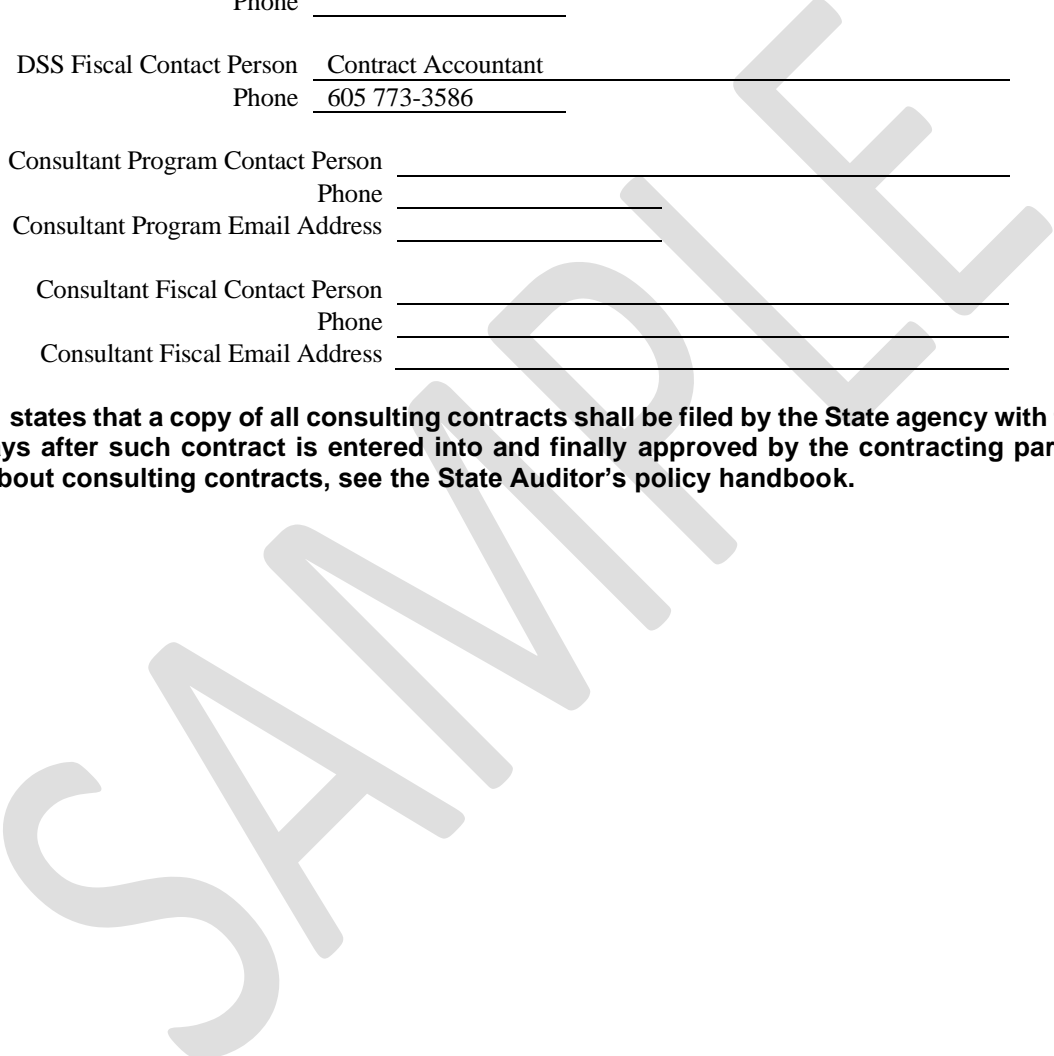 Phone
DSS Fiscal Contact Person Contract Accountant
Phone 605 773-3586
Consultant Program Contact Person
Phone
Consultant Program Email Address
Consultant Fiscal Contact Person
Phone
Consultant Fiscal Email Address
states that a copy of all consulting contracts shall be filed by the State agency with
after such contract is entered into and finally approved by the contracting
consulting contracts, see the State Auditor’s policy handbook.
SAMPLE